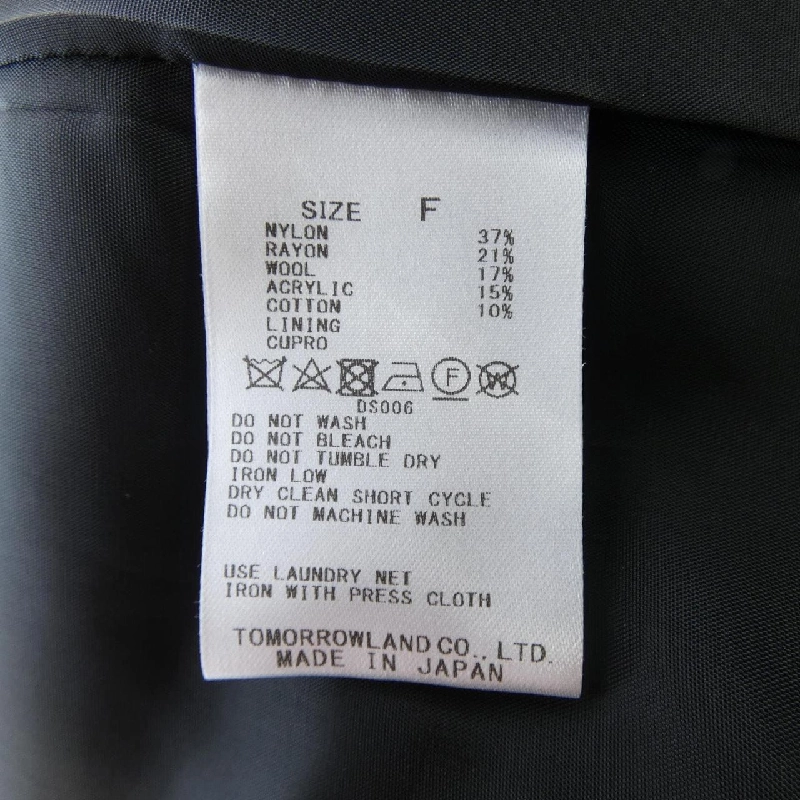 SIZE F
NYLON 37%
RAYON 21%
WOOL 17%
ACRYLIC 15%
COTTON 10%
LINING
CUPRO
F W
DS006
DO NOT WASH
DO NOT BLEACH
DO NOT TUMBLE DRY
IRON LOW
DRY CLEAN SHORT CYCLE
DO NOT MACHINE WASH
USE LAUNDRY NET
IRON WITH PRESS CLOTH
TOMORROWLAND CO., LTD.
MADE IN JAPAN